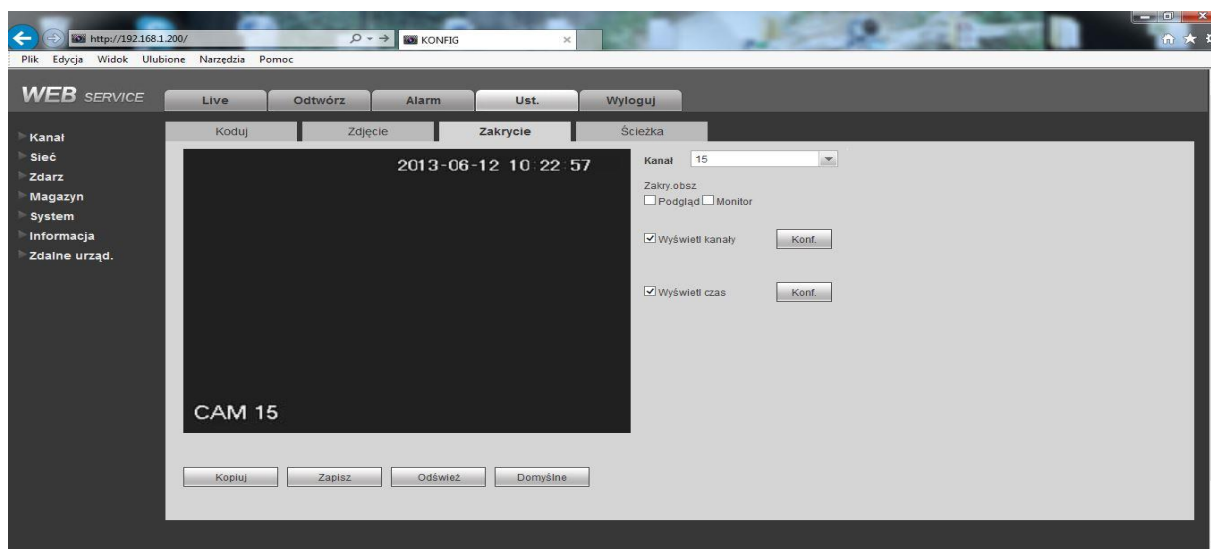 http://192.168.1.200/
KONFIG
Plik Edycja Widok Ulubione Narzędzia Pomoc
WEB SERVICE
Live Odtwórz Alarm Ust. Wyloguj
Koduj Zdjęcie Zakrycie Ścieżka
Kanał
Sieć
Zdarz
Magazyn
System
Informacja
Zdalne urząd.
2013-06-12 10:22:57
CAM 15
Kanał 15
Zakry.obsz
Podgląd Monitor
Wyświetl kanały Konf.
Wyświetl czas Konf.
Kopiuj Zapisz Odśwież Domyślne